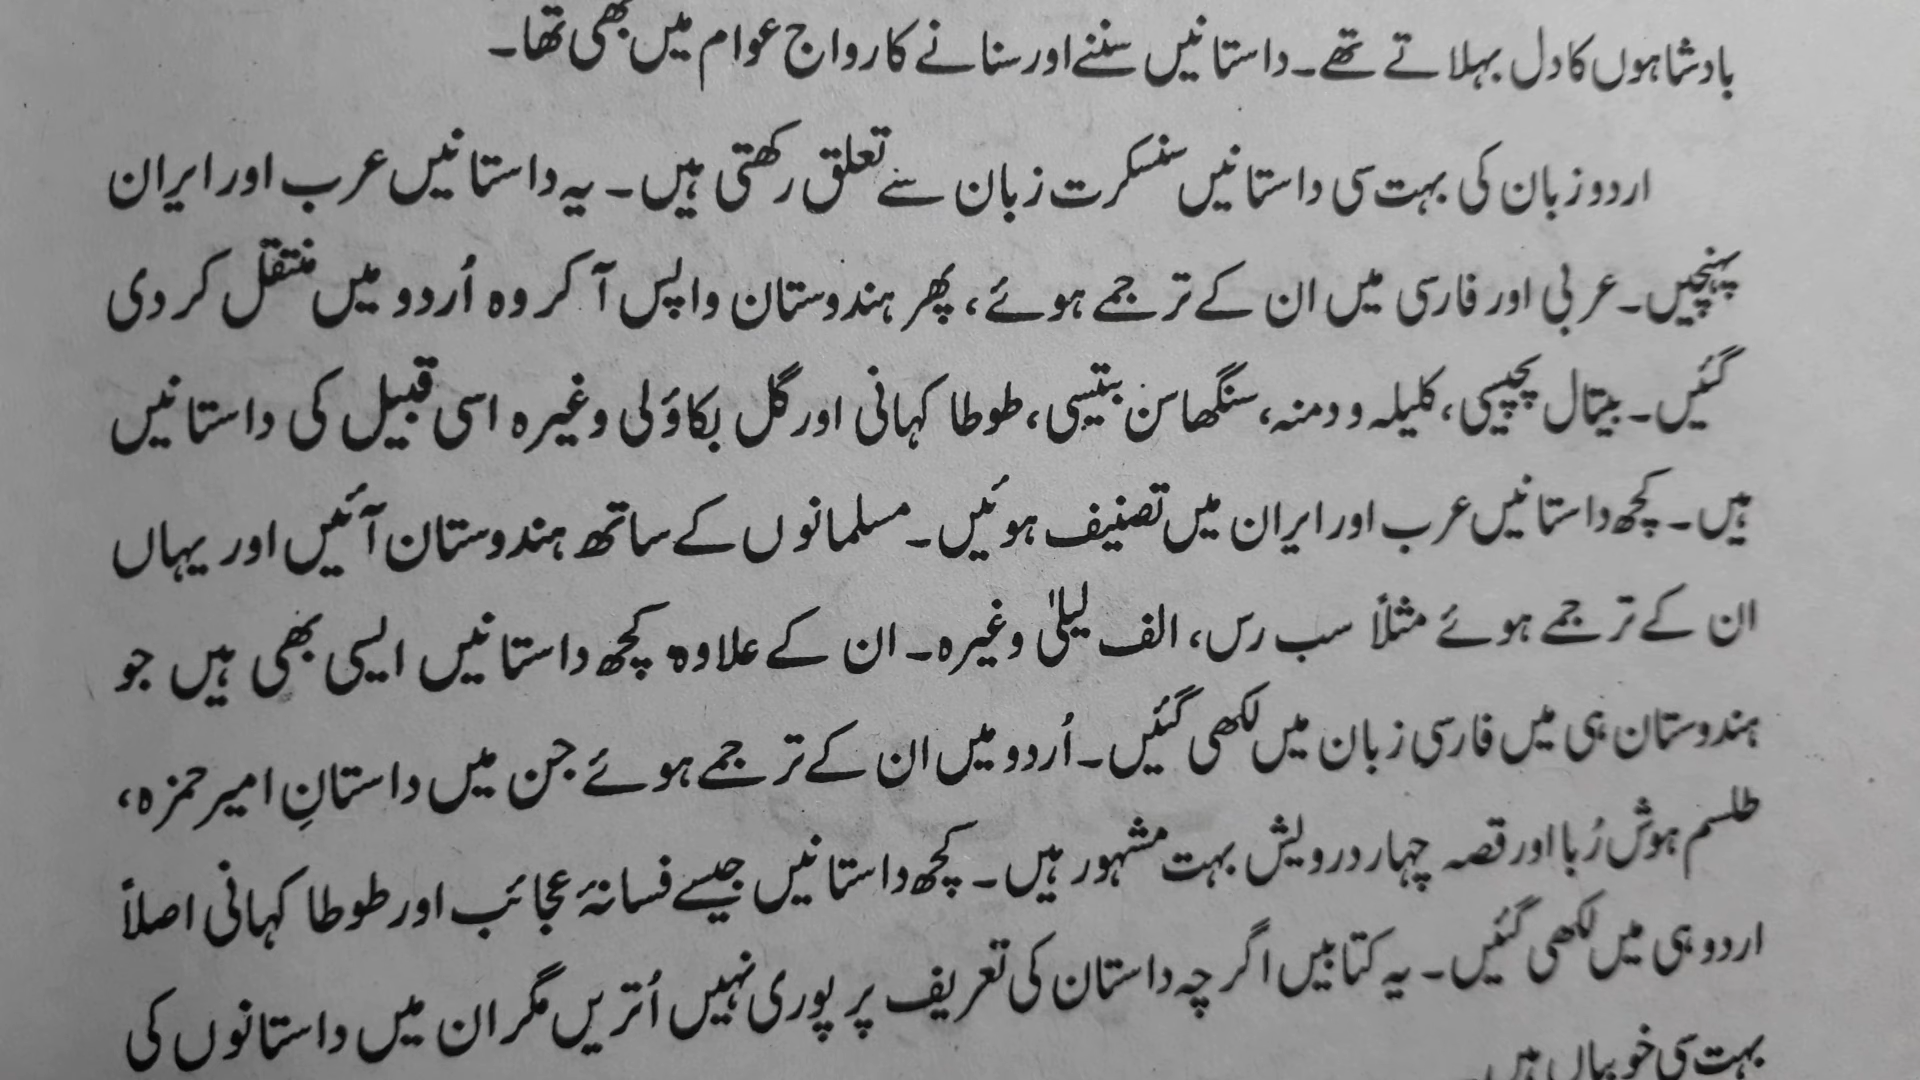 بادشاہوں کا دل بہلاتے تھے۔ داستانیں سننے اور سنانے کا رواج عوام میں بھی تھا۔
اردو زبان کی بہت سی داستانیں سنسکرت زبان سے تعلق رکھتی ہیں۔ یہ داستانیں عرب اور ایران
پہنچیں۔ عربی اور فارسی میں ان کے ترجمے ہوئے، پھر ہندوستان واپس آ کر وہ اُردو میں منتقل کر دی
گئیں۔ بیتال پچیسی، کلیلہ و دمنہ، سنگھاسن بتیسی، طوطا کہانی اور گل بکاؤلی وغیرہ اسی قبیل کی داستانیں
ہیں۔ کچھ داستانیں عرب اور ایران میں تصنیف ہوئیں۔ مسلمانوں کے ساتھ ہندوستان آئیں اور یہاں
ان کے ترجمے ہوئے مثلاً سب رس، الف لیلیٰ وغیرہ۔ ان کے علاوہ کچھ داستانیں ایسی بھی ہیں جو
ہندوستان ہی میں فارسی زبان میں لکھی گئیں۔ اُردو میں ان کے ترجمے ہوئے جن میں داستانِ امیر حمزہ،
طلسم ہوش رُبا اور قصہ چہار درویش بہت مشہور ہیں۔ کچھ داستانیں جیسے فسانۂ عجائب اور طوطا کہانی اصلاً
اردو ہی میں لکھی گئیں۔ یہ کتابیں اگرچہ داستان کی تعریف پر پوری نہیں اُتریں مگر ان میں داستانوں کی
بہت سی خوبیاں ہیں۔